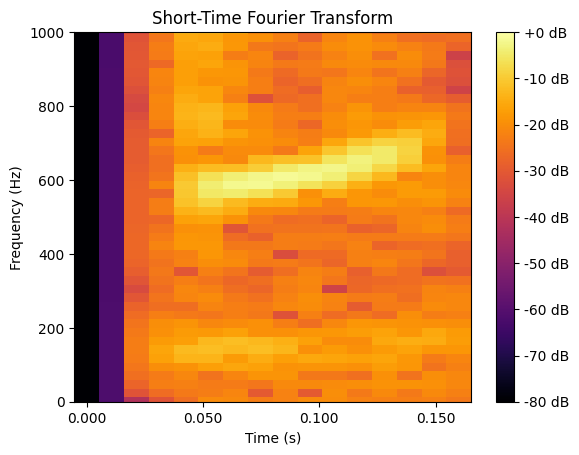 Short-Time Fourier Transform
1000
800
600
400
200
0
Frequency (Hz)
0.000
0.050
0.100
0.150
Time (s)
+0 dB
-10 dB
-20 dB
-30 dB
-40 dB
-50 dB
-60 dB
-70 dB
-80 dB